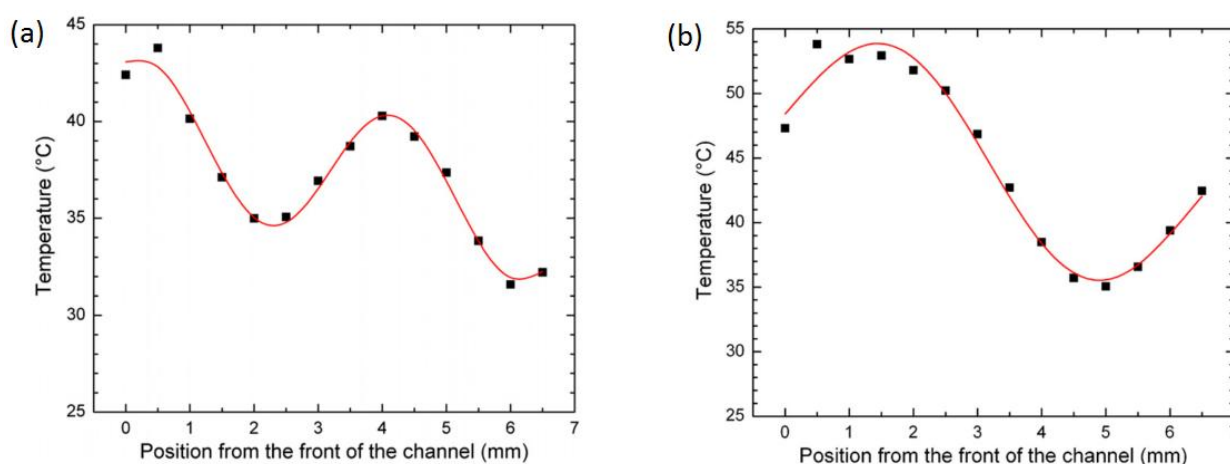 (a)
45
40
35
30
25
Temperature (°C)
0 1 2 3 4 5 6 7
Position from the front of the channel (mm)
(b)
55
50
45
40
35
30
25
Temperature (°C)
0 1 2 3 4 5 6
Position from the front of the channel (mm)